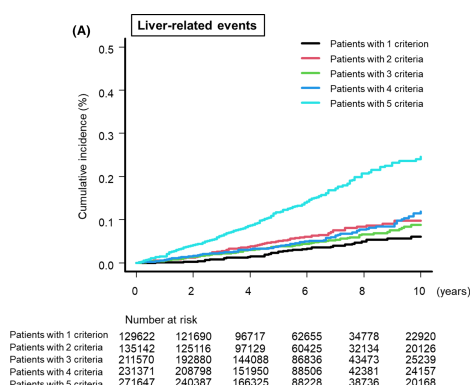 (A)
Liver-related events
Patients with 1 criterion
Patients with 2 criteria
Patients with 3 criteria
Patients with 4 criteria
Patients with 5 criteria
Cumulative incidence (%)
0.5
0.4
0.3
0.2
0.1
0.0
0 2 4 6 8 10 (years)
Number at risk
Patients with 1 criterion 129622 121690 96717 62655 34778 22920
Patients with 2 criteria 135142 125116 97129 60425 32134 20126
Patients with 3 criteria 211570 192880 144088 86836 43473 25239
Patients with 4 criteria 231371 208798 151950 88506 42381 24157
Patients with 5 criteria 271647 240387 166325 88228 38736 20168